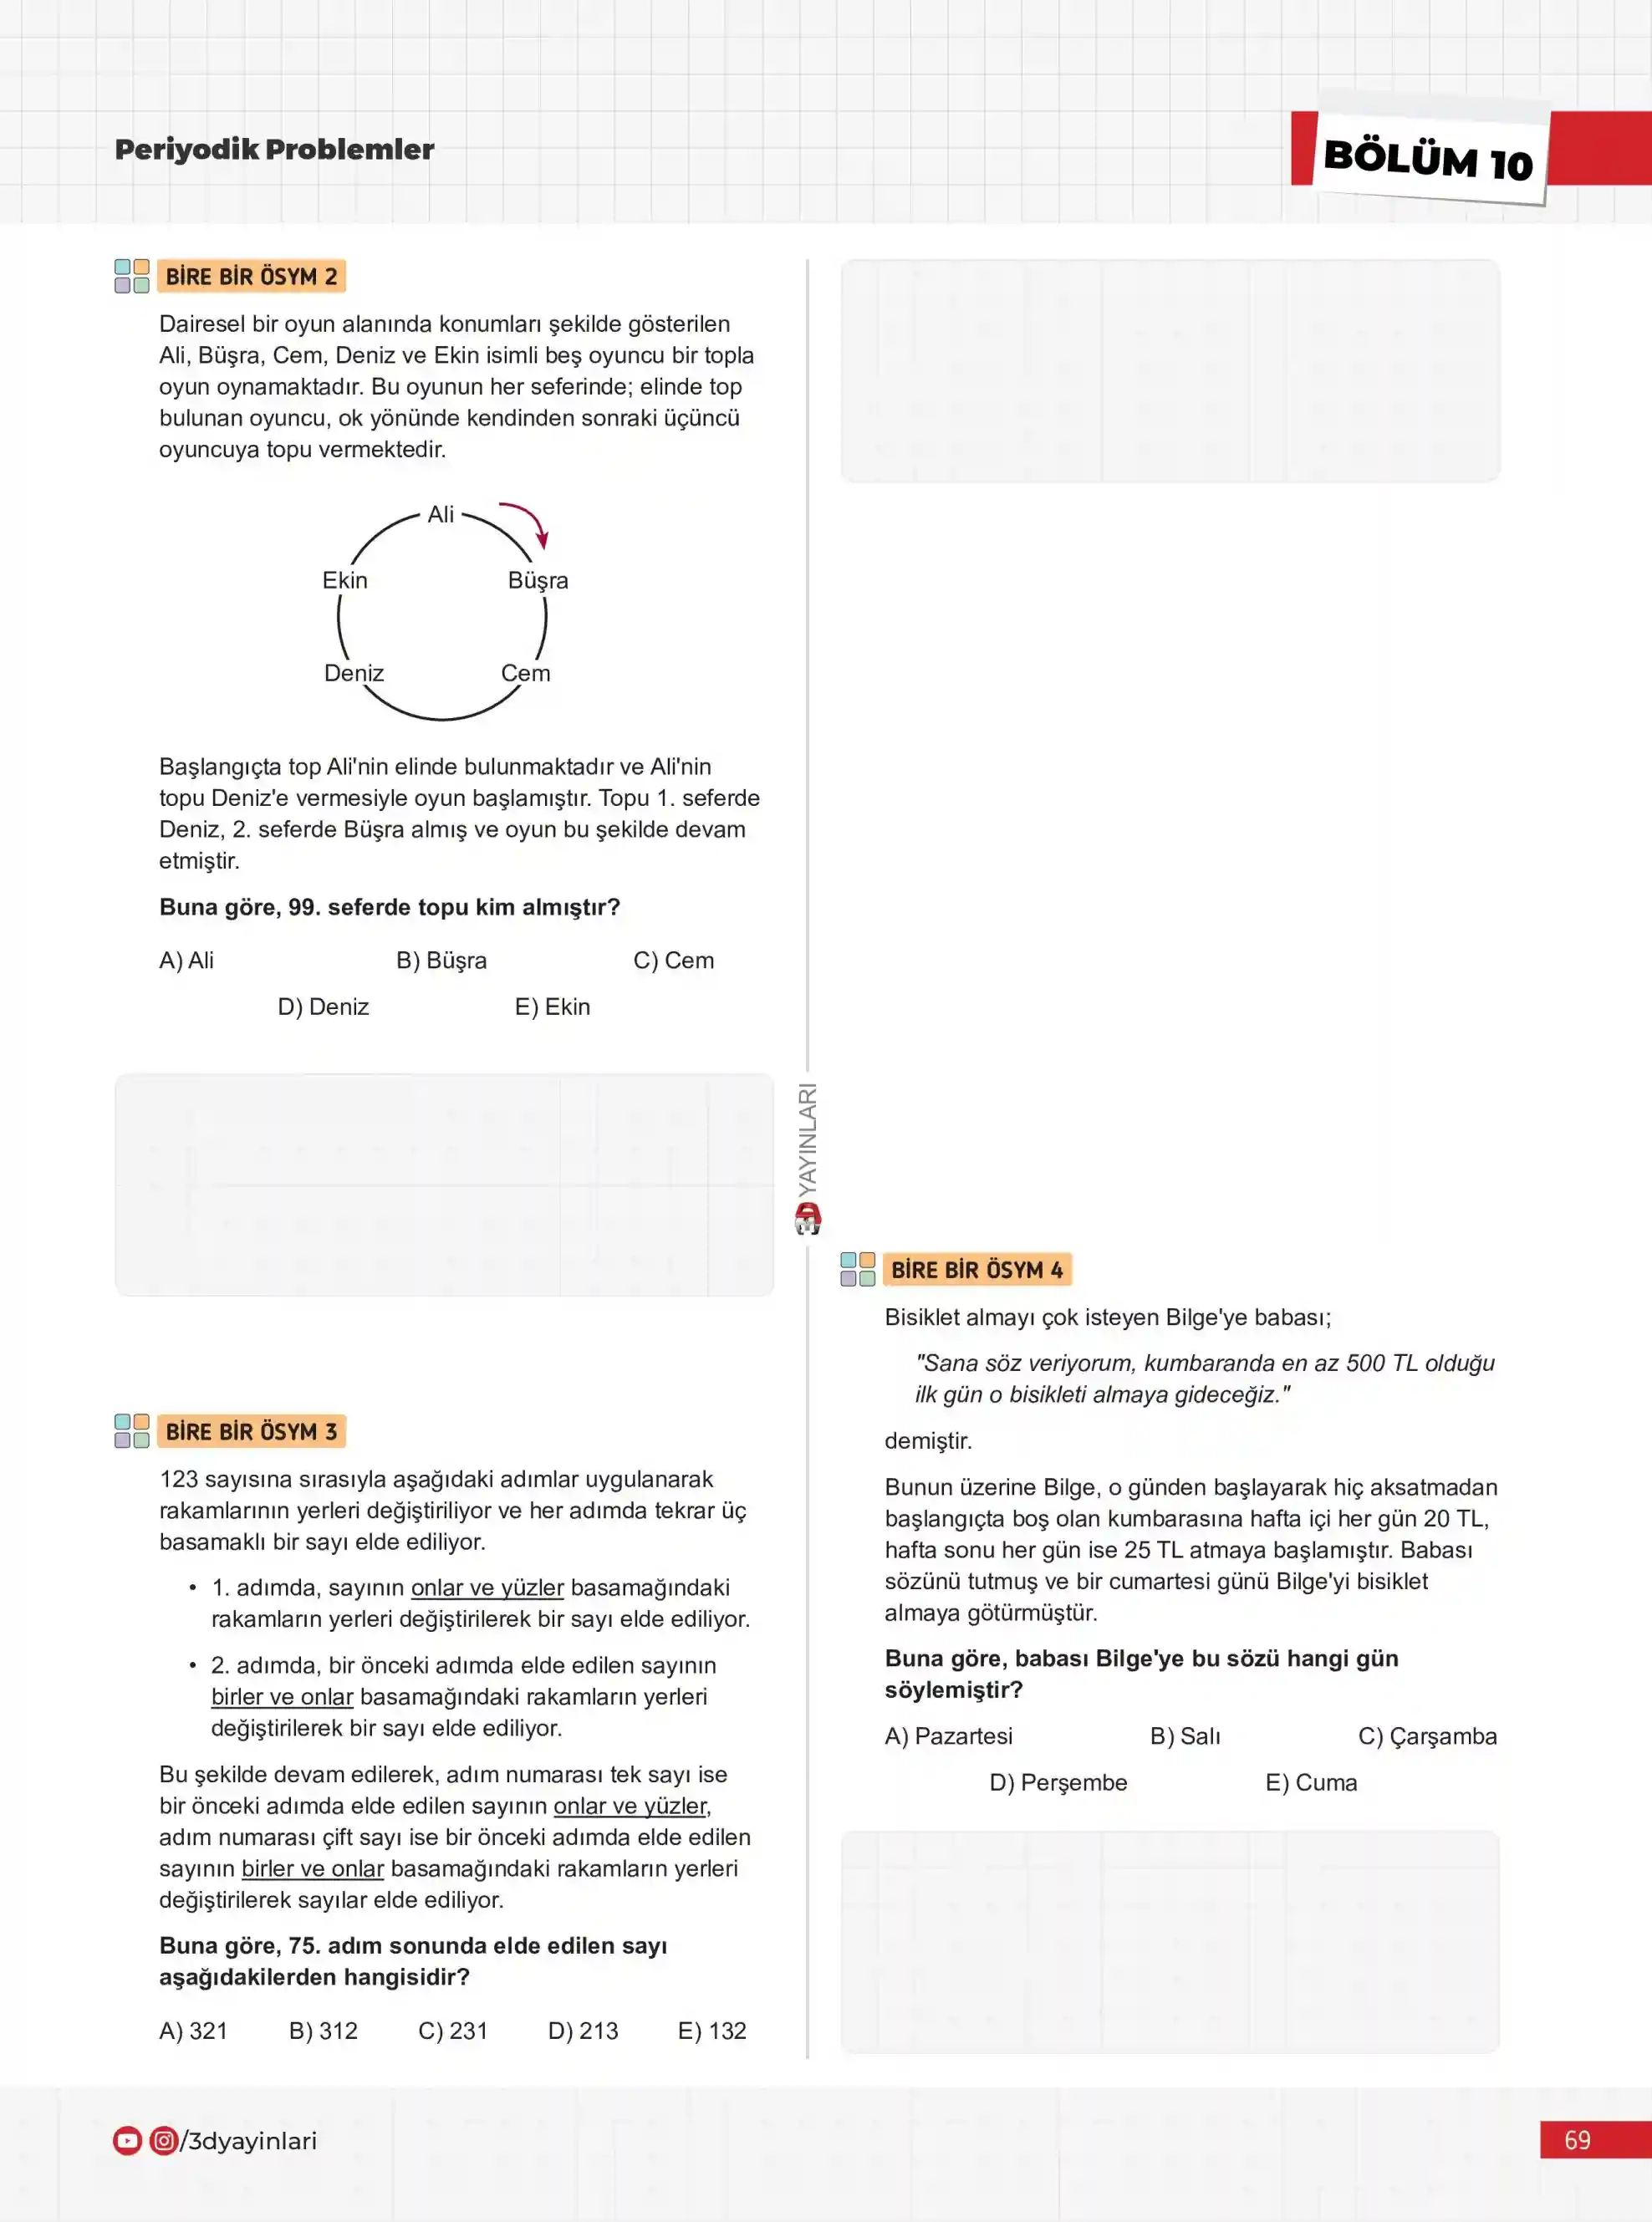 Periyodik Problemler
BÖLÜM 10
BİRE BİR ÖSYM 2
Dairesel bir oyun alanında konumları şekilde gösterilen
Ali, Büşra, Cem, Deniz ve Ekin isimli beş oyuncu bir topla
oyun oynamaktadır. Bu oyunun her seferinde; elinde top
bulunan oyuncu, ok yönünde kendinden sonraki üçüncü
oyuncuya topu vermektedir.
Ali
Ekin
Büşra
Deniz
Cem
Başlangıçta top Ali'nin elinde bulunmaktadır ve Ali'nin
topu Deniz'e vermesiyle oyun başlamıştır. Topu 1. seferde
Deniz, 2. seferde Büşra almış ve oyun bu şekilde devam
etmiştir.
Buna göre, 99. seferde topu kim almıştır?
A) Ali B) Büşra C) Cem
D) Deniz E) Ekin
BİRE BİR ÖSYM 3
123 sayısına sırasıyla aşağıdaki adımlar uygulanarak
rakamlarının yerleri değiştiriliyor ve her adımda tekrar üç
basamaklı bir sayı elde ediliyor.
• 1. adımda, sayının onlar ve yüzler basamağındaki
rakamların yerleri değiştirilerek bir sayı elde ediliyor.
• 2. adımda, bir önceki adımda elde edilen sayının
birler ve onlar basamağındaki rakamların yerleri
değiştirilerek bir sayı elde ediliyor.
Bu şekilde devam edilerek, adım numarası tek sayı ise
bir önceki adımda elde edilen sayının onlar ve yüzler,
adım numarası çift sayı ise bir önceki adımda elde edilen
sayının birler ve onlar basamağındaki rakamların yerleri
değiştirilerek sayılar elde ediliyor.
Buna göre, 75. adım sonunda elde edilen sayı
aşağıdakilerden hangisidir?
A) 321 B) 312 C) 231 D) 213 E) 132
YAYINLARI
BİRE BİR ÖSYM 4
Bisiklet almayı çok isteyen Bilge'ye babası;
"Sana söz veriyorum, kumbaranda en az 500 TL olduğu
ilk gün o bisikleti almaya gideceğiz."
demiştir.
Bunun üzerine Bilge, o günden başlayarak hiç aksatmadan
başlangıçta boş olan kumbarasına hafta içi her gün 20 TL,
hafta sonu her gün ise 25 TL atmaya başlamıştır. Babası
sözünü tutmuş ve bir cumartesi günü Bilge'yi bisiklet
almaya götürmüştür.
Buna göre, babası Bilge'ye bu sözü hangi gün
söylemiştir?
A) Pazartesi B) Salı C) Çarşamba
D) Perşembe E) Cuma
/3dyayinlari
69